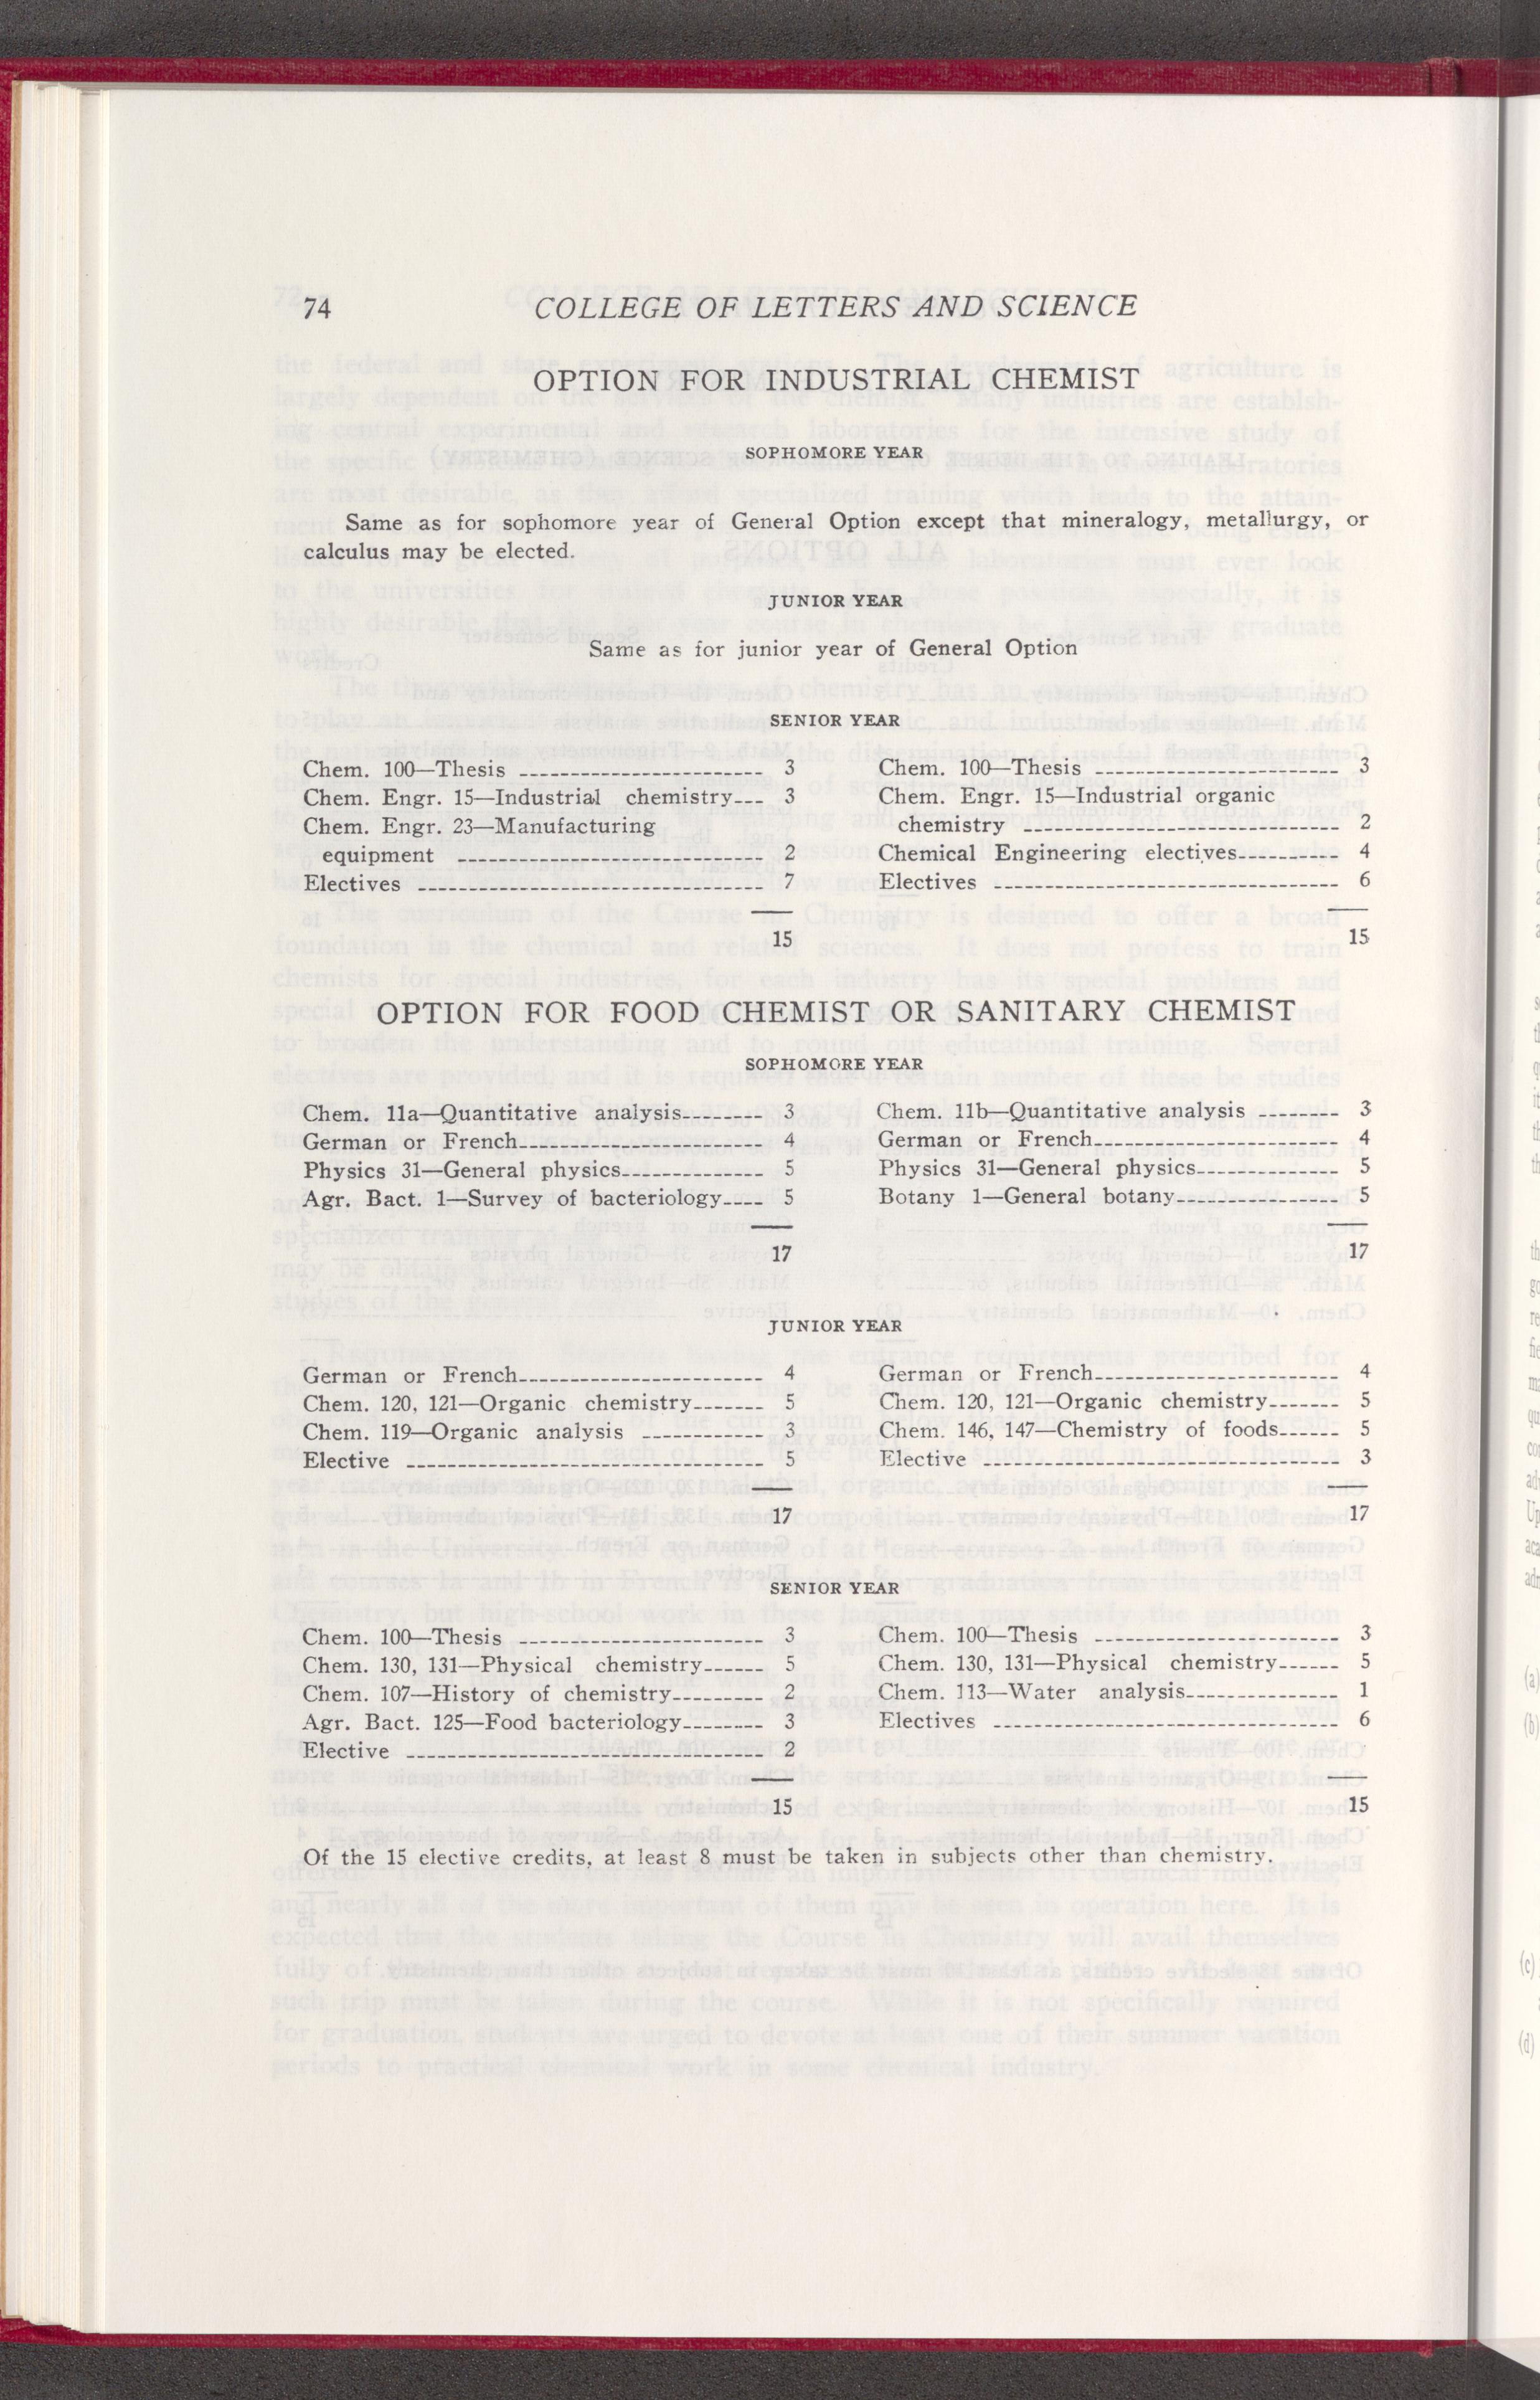 74 COLLEGE OF LETTERS AND SCIENCE
OPTION FOR INDUSTRIAL CHEMIST
SOPHOMORE YEAR
Same as for sophomore year of General Option except that mineralogy, metallurgy, or
calculus may be elected.
JUNIOR YEAR
Same as for junior year of General Option
SENIOR YEAR
Chem. 100—Thesis 3
Chem. Engr. 15—Industrial chemistry 3
Chem. Engr. 23—Manufacturing
equipment 2
Electives 7
15
Chem. 100—Thesis 3
Chem. Engr. 15—Industrial organic
chemistry 2
Chemical Engineering electives 4
Electives 6
15
OPTION FOR FOOD CHEMIST OR SANITARY CHEMIST
SOPHOMORE YEAR
Chem. 11a—Quantitative analysis 3
German or French 4
Physics 31—General physics 5
Agr. Bact. 1—Survey of bacteriology 5
17
Chem. 11b—Quantitative analysis 3
German or French 4
Physics 31—General physics 5
Botany 1—General botany 5
17
JUNIOR YEAR
German or French 4
Chem. 120, 121—Organic chemistry 5
Chem. 119—Organic analysis 3
Elective 5
17
German or French 4
Chem. 120, 121—Organic chemistry 5
Chem. 146, 147—Chemistry of foods 5
Elective 3
17
SENIOR YEAR
Chem. 100—Thesis 3
Chem. 130, 131—Physical chemistry 5
Chem. 107—History of chemistry 2
Agr. Bact. 125—Food bacteriology 3
Elective 2
15
Chem. 100—Thesis 3
Chem. 130, 131—Physical chemistry 5
Chem. 113—Water analysis 1
Electives 6
15
Of the 15 elective credits, at least 8 must be taken in subjects other than chemistry.